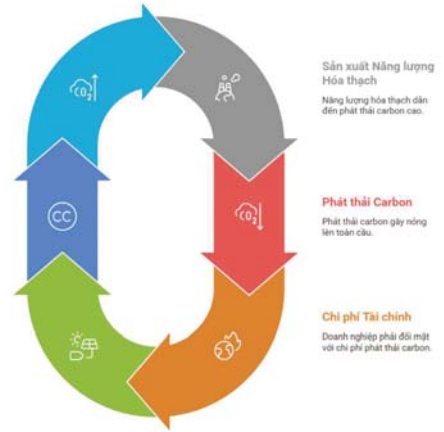 CO₂
Sản xuất Năng lượng
Hóa thạch
Năng lượng hóa thạch dẫn
đến phát thải carbon cao.
CC
CO₂
Phát thải Carbon
Phát thải carbon gây nóng
lên toàn cầu.
Chi phí Tài chính
Doanh nghiệp phải đối mặt
với chi phí phát thải carbon.